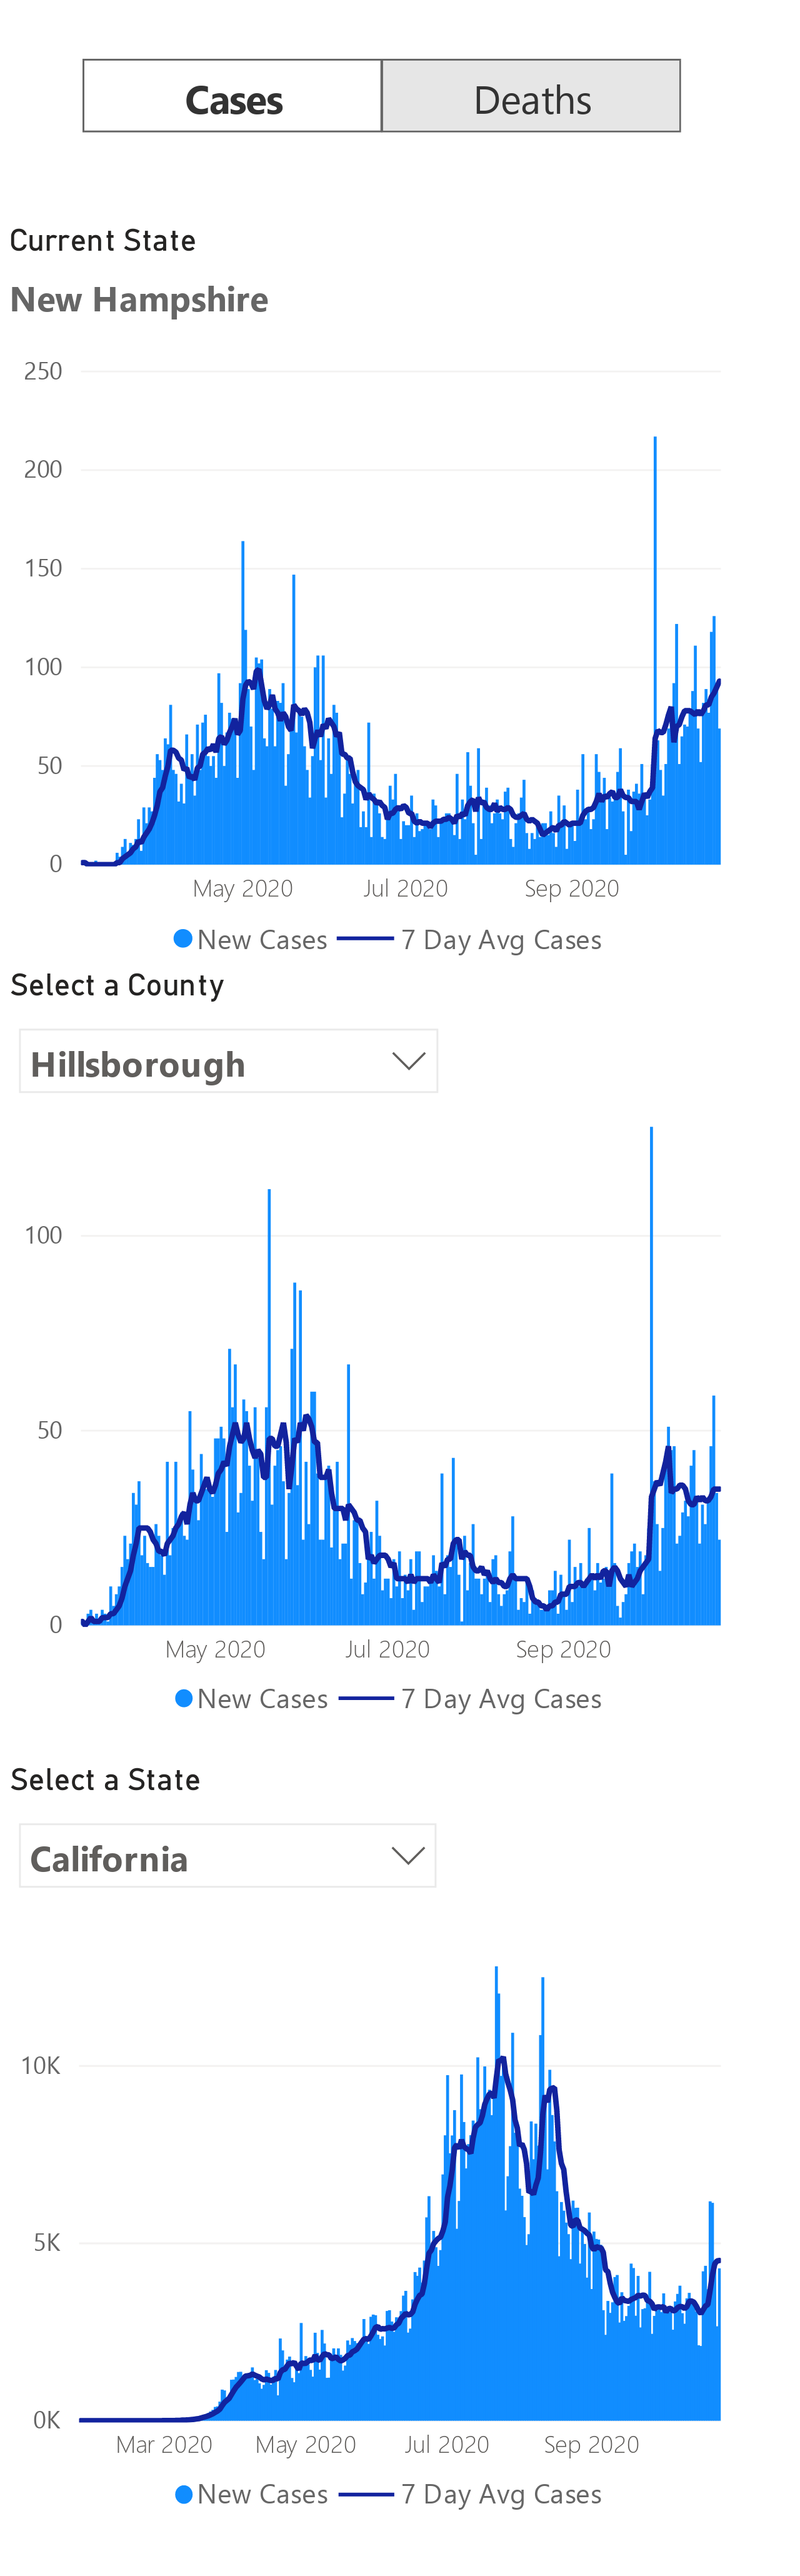 Cases Deaths
Current State
New Hampshire
250
200
150
100
50
0
May 2020 Jul 2020 Sep 2020
New Cases 7 Day Avg Cases
Select a County
Hillsborough
100
50
0
May 2020 Jul 2020 Sep 2020
New Cases 7 Day Avg Cases
Select a State
California
10K
5K
0K
Mar 2020 May 2020 Jul 2020 Sep 2020
New Cases 7 Day Avg Cases